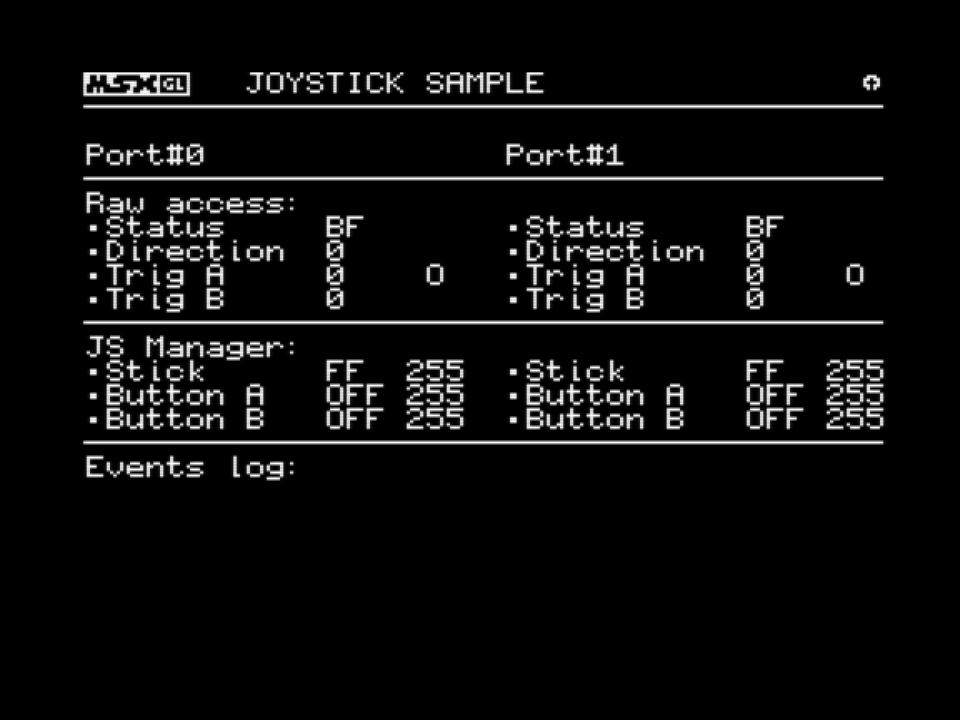 MSX GL JOYSTICK SAMPLE
Port#0 Port#1
Raw access:
▪Status BF ▪Status BF
▪Direction 0 ▪Direction 0
▪Trig A 0 O ▪Trig A 0 O
▪Trig B 0 ▪Trig B 0
JS Manager:
▪Stick FF 255 ▪Stick FF 255
▪Button A OFF 255 ▪Button A OFF 255
▪Button B OFF 255 ▪Button B OFF 255
Events log: